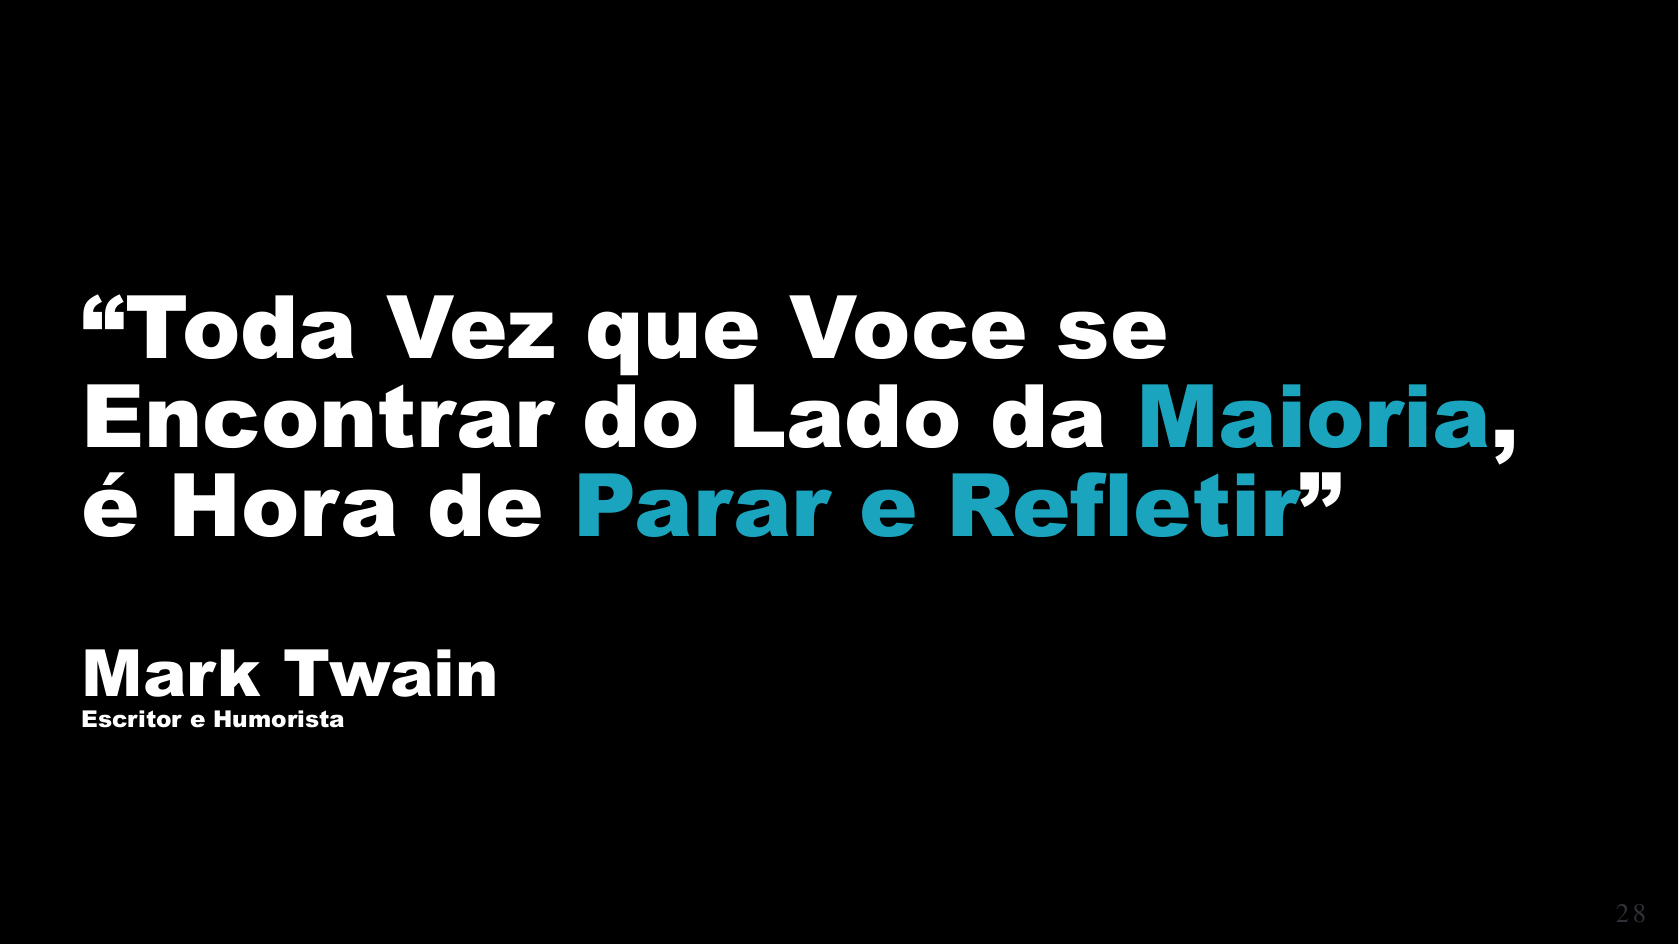 “Toda Vez que Voce se
Encontrar do Lado da Maioria,
é Hora de Parar e Refletir”
Mark Twain
Escritor e Humorista
28